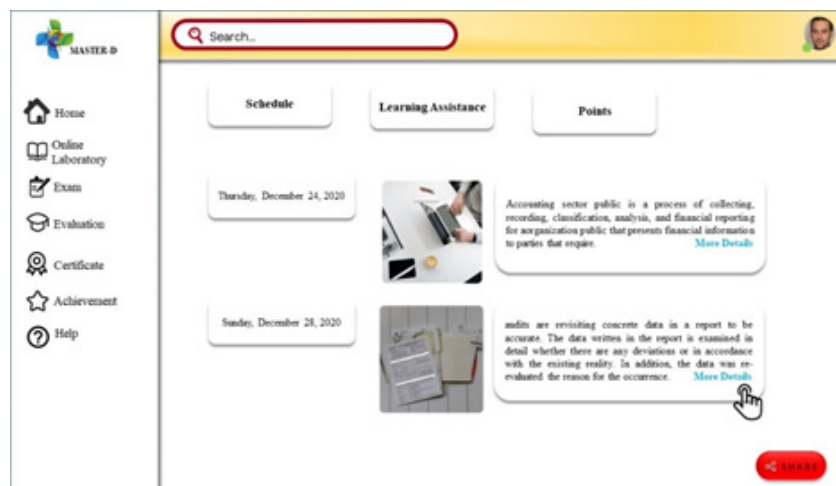 MASTER-D
Search..
Home
Online
Laboratory
Exam
Evaluation
Certificate
Achievement
Help
Schedule
Learning Assistance
Points
Thursday, December 24, 2020
Accounting sector public is a process of collecting,
recording, classification, analysis, and financial reporting
for aorganization public that presents financial information
to parties that require. More Details
Sunday, December 28, 2020
audits are revisiting concrete data in a report to be
accurate. The data written in the report is examined in
detail whether there are any deviations or in accordance
with the existing reality. In addition, the data was re-
evaluated the reason for the occurrence. More Details
SHARE